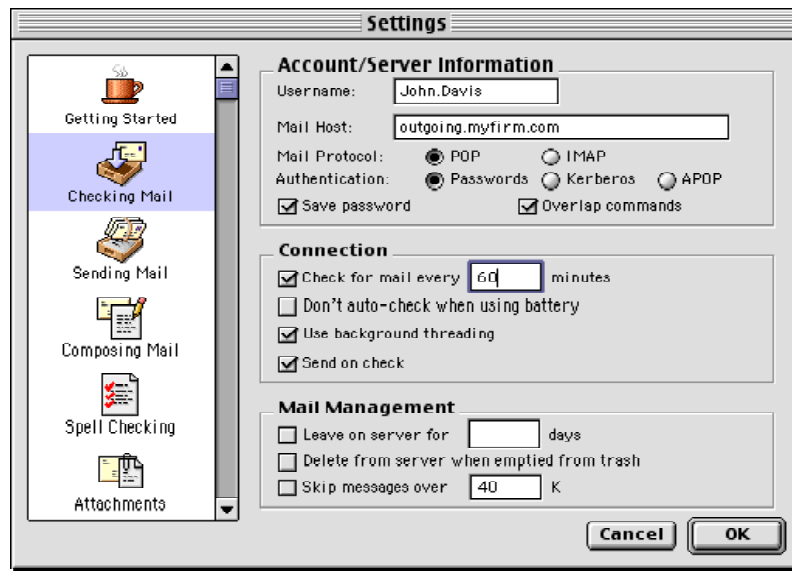 Settings
Getting Started
Checking Mail
Sending Mail
Composing Mail
Spell Checking
Attachments
Account/Server Information
Username: John.Davis
Mail Host: outgoing.myfirm.com
Mail Protocol: POP IMAP
Authentication: Passwords Kerberos APOP
Save password Overlap commands
Connection
Check for mail every 60 minutes
Don't auto-check when using battery
Use background threading
Send on check
Mail Management
Leave on server for days
Delete from server when emptied from trash
Skip messages over 40 K
Cancel OK